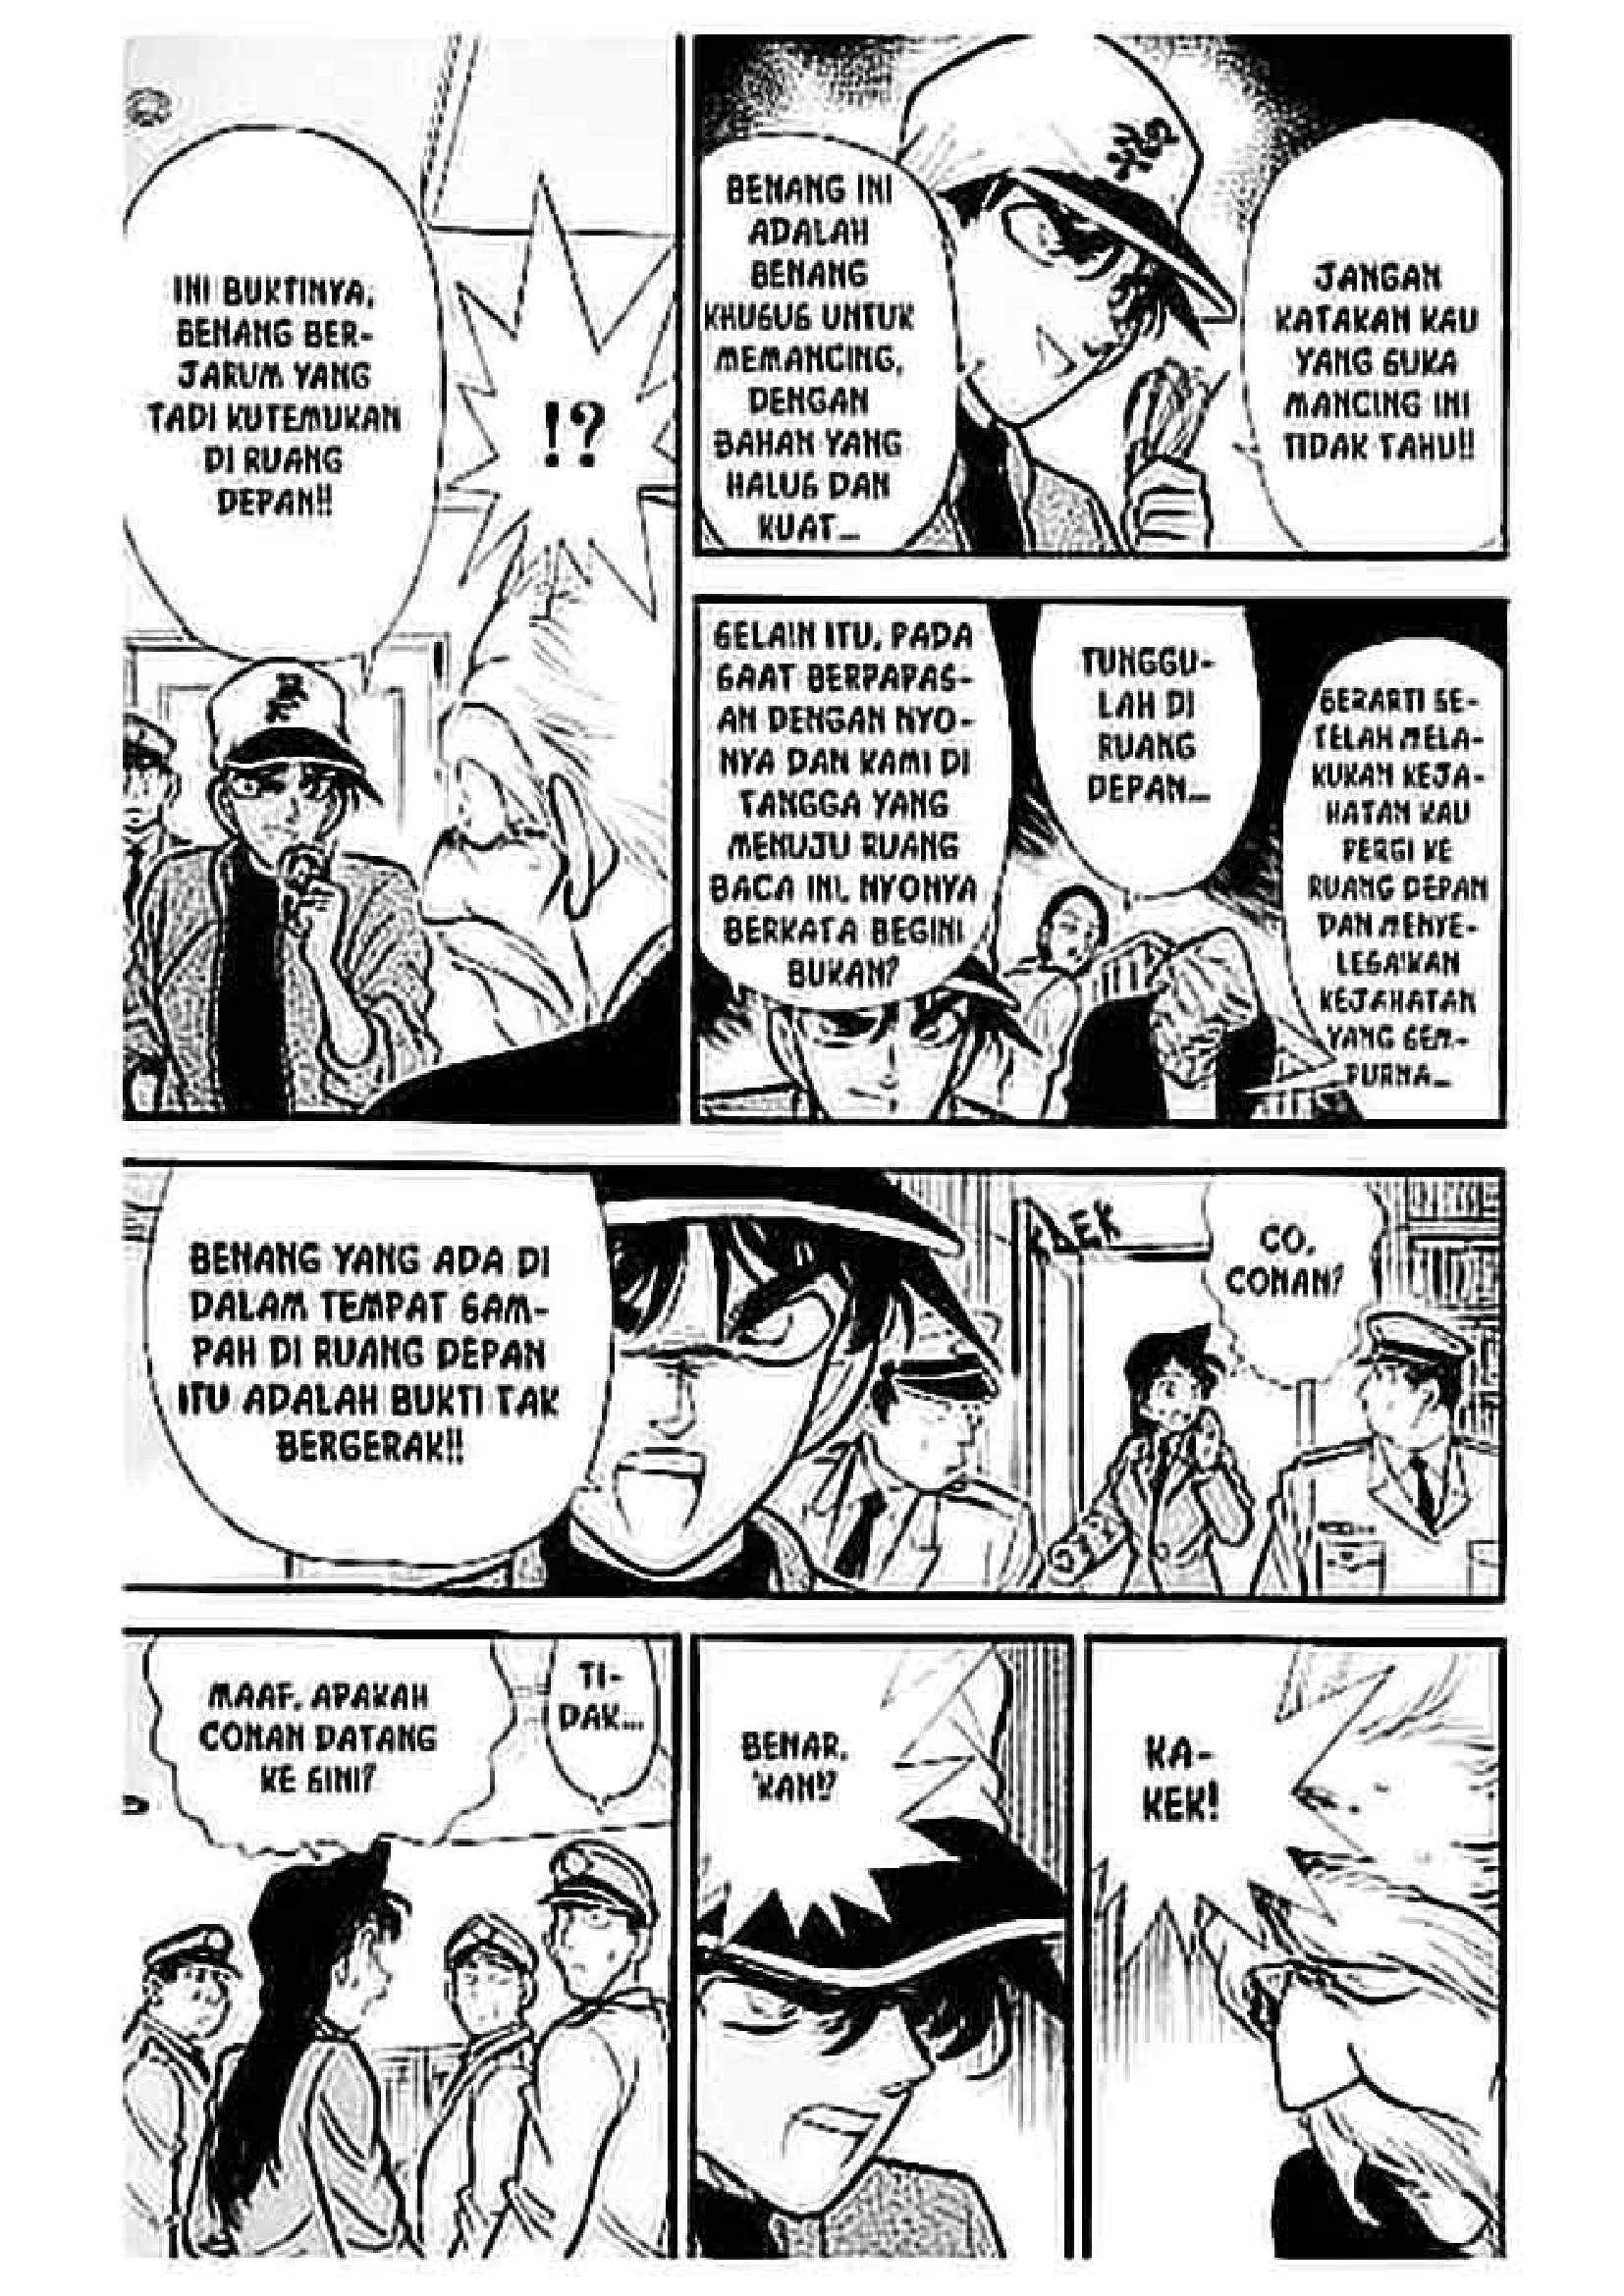 INI BUKTINYA,
BENANG BER-
JARUM YANG
TADI KUTEMUKAN
DI RUANG
DEPAN!!
!?
BENANG INI
ADALAH
BENANG
KHUSUS UNTUK
MEMANCING,
DENGAN
BAHAN YANG
HALUS DAN
KUAT...
JANGAN
KATAKAN KAU
YANG SUKA
MANCING INI
TIDAK TAHU!!
SELAIN ITU, PADA
SAAT BERPAPAS-
AN DENGAN NYO-
NYA DAN KAMI DI
TANGGA YANG
MENUJU RUANG
BACA INI, NYONYA
BERKATA BEGINI
BUKAN?
TUNGGU-
LAH DI
RUANG
DEPAN...
BERARTI SE-
TELAH MELA-
KUKAN KEJA-
HATAN KAU
PERGI KE
RUANG DEPAN
DAN MENYE-
LESAIKAN
KEJAHATAN
YANG SEM-
PURNA...
BENANG YANG ADA DI
DALAM TEMPAT SAM-
PAH DI RUANG DEPAN
ITU ADALAH BUKTI TAK
BERGERAK!!
EK
CO,
CONAN?
MAAF, APAKAH
CONAN DATANG
KE SINI?
TI-
DAK...
BENAR,
'KAN!?
KA-
KEK!